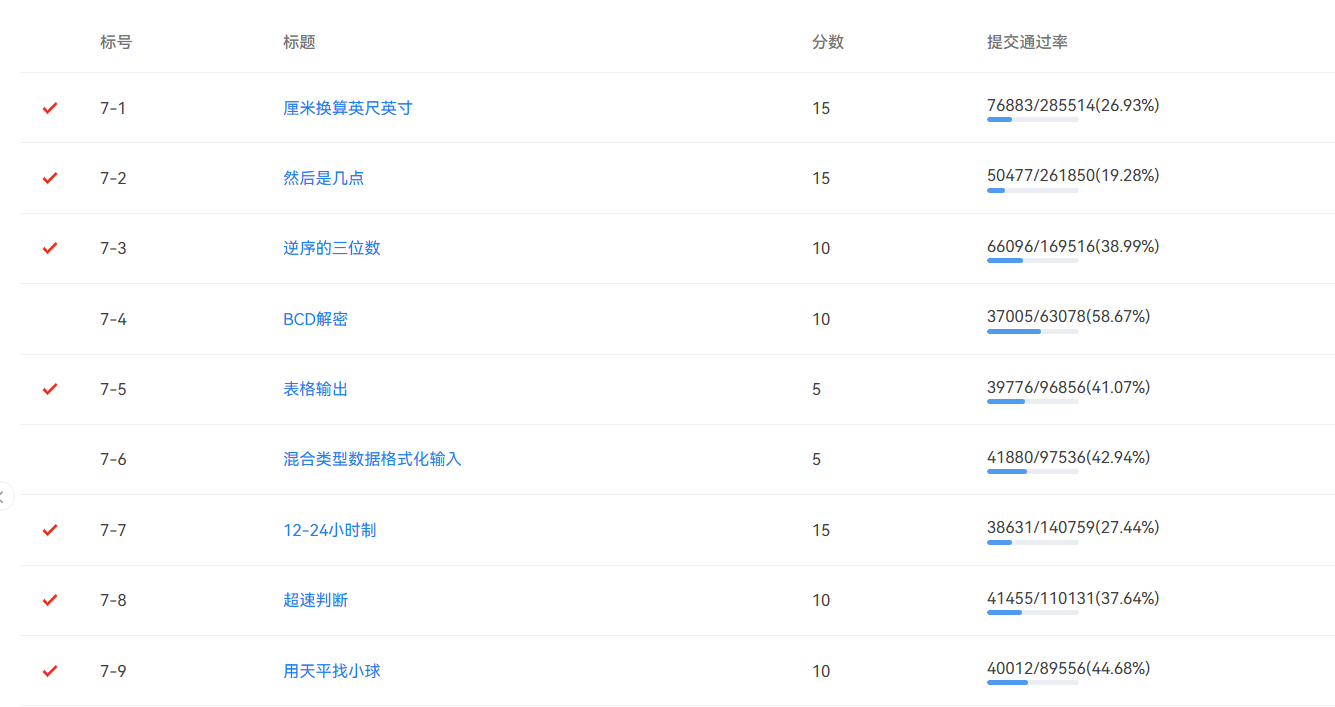 标号 标题 分数 提交通过率
7-1 厘米换算英尺英寸 15 76883/285514(26.93%)
7-2 然后是几点 15 50477/261850(19.28%)
7-3 逆序的三位数 10 66096/169516(38.99%)
7-4 BCD解密 10 37005/63078(58.67%)
7-5 表格输出 5 39776/96856(41.07%)
7-6 混合类型数据格式化输入 5 41880/97536(42.94%)
7-7 12-24小时制 15 38631/140759(27.44%)
7-8 超速判断 10 41455/110131(37.64%)
7-9 用天平找小球 10 40012/89556(44.68%)